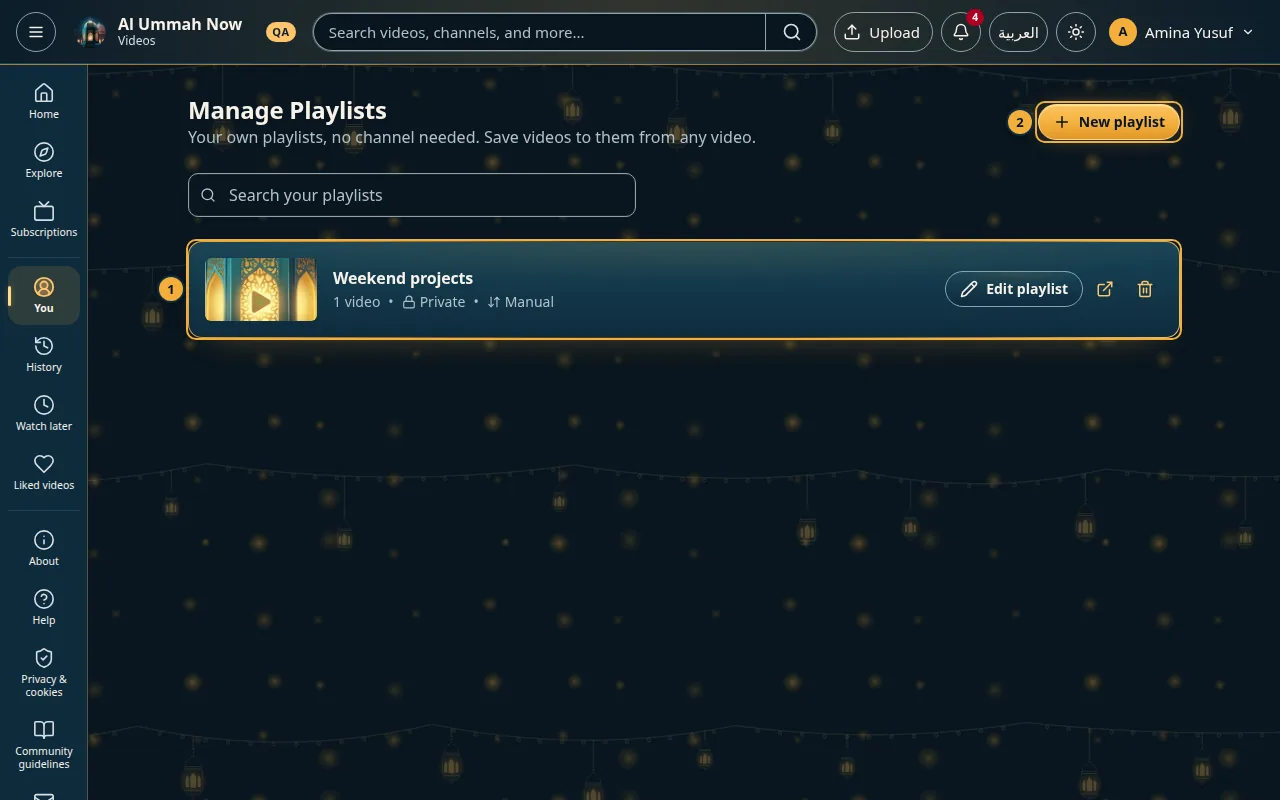 Al Ummah Now
Videos
QA
Search videos, channels, and more...
Upload
4
العربية
A
Amina Yusuf
Home
Explore
Subscriptions
You
History
Watch later
Liked videos
About
Help
Privacy &
cookies
Community
guidelines
Manage Playlists
Your own playlists, no channel needed. Save videos to them from any video.
2
New playlist
Search your playlists
1
Weekend projects
1 video • Private • Manual
Edit playlist